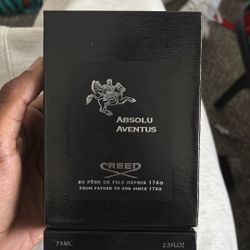 ABSOLU
AVENTUS
CREED
DE PÈRE EN FILS DEPUIS 1760
FROM FATHER TO SON SINCE 1760
75ML 2.5FL.OZ